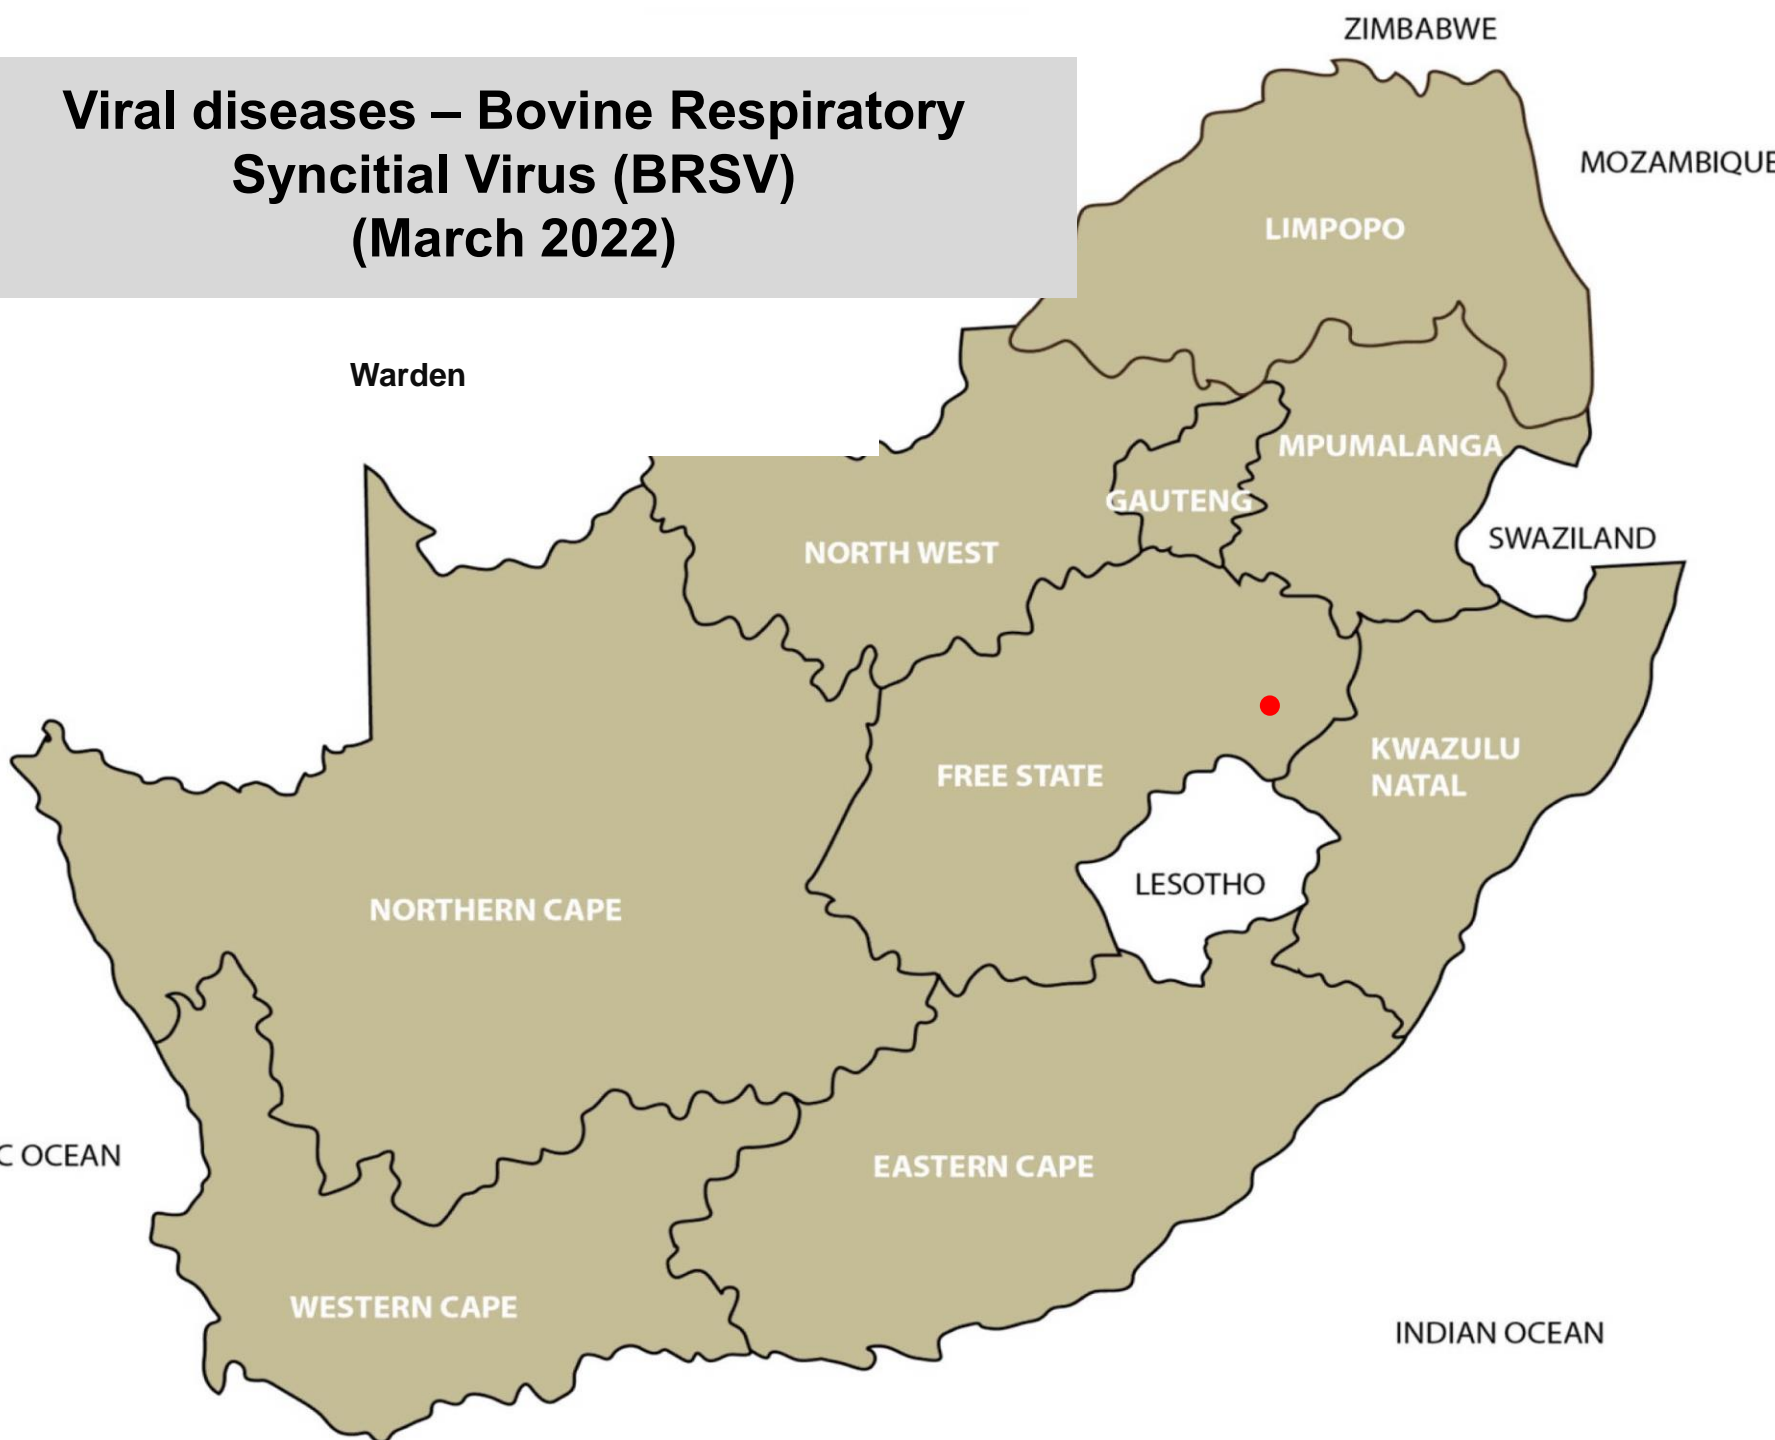 ZIMBABWE
Viral diseases – Bovine Respiratory
Syncitial Virus (BRSV)
(March 2022)
MOZAMBIQUE
LIMPOPO
Warden
MPUMALANGA
GAUTENG
SWAZILAND
NORTH WEST
KWAZULU
NATAL
FREE STATE
LESOTHO
NORTHERN CAPE
C OCEAN
EASTERN CAPE
WESTERN CAPE
INDIAN OCEAN